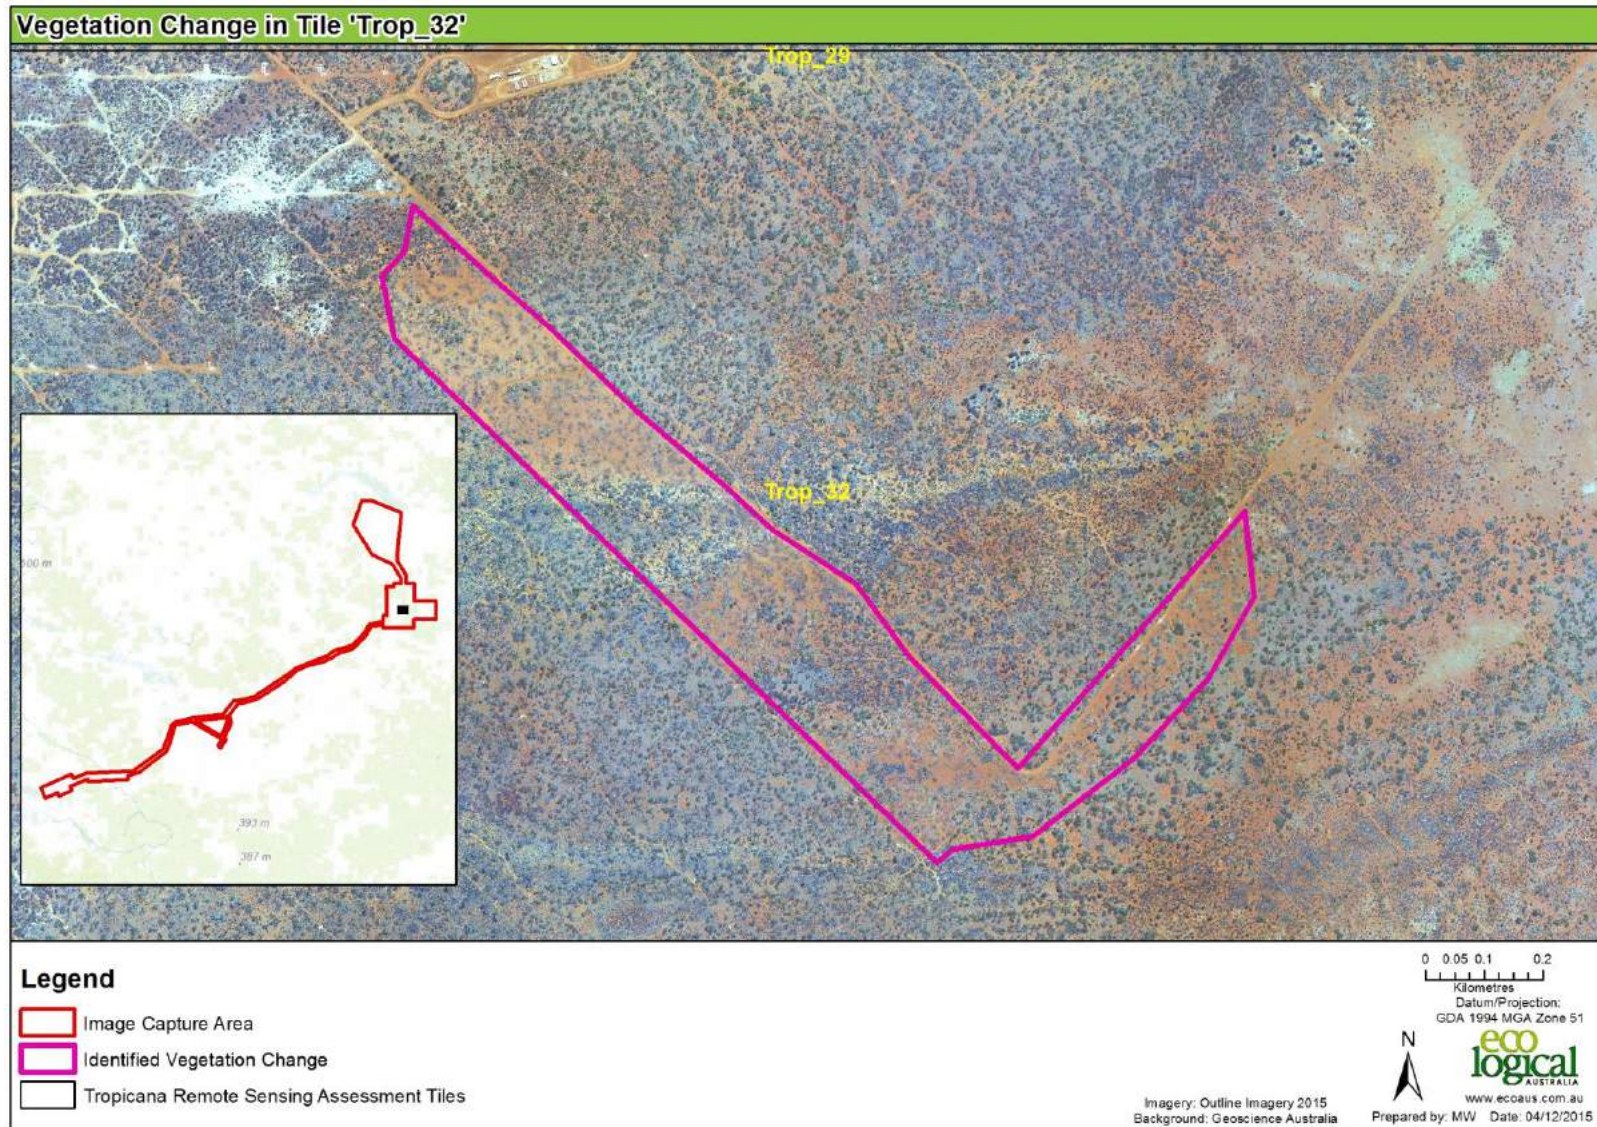 Vegetation Change in Tile 'Trop_32'
Trop_29
Trop_32
500 m
393 m
387 m
Legend
Image Capture Area
Identified Vegetation Change
Tropicana Remote Sensing Assessment Tiles
0 0.05 0.1 0.2
Kilometres
Datum/Projection:
GDA 1994 MGA Zone 51
N
eco
logical
AUSTRALIA
www.ecoaus.com.au
Imagery: Outline Imagery 2015
Background: Geoscience Australia
Prepared by: MW Date: 04/12/2015